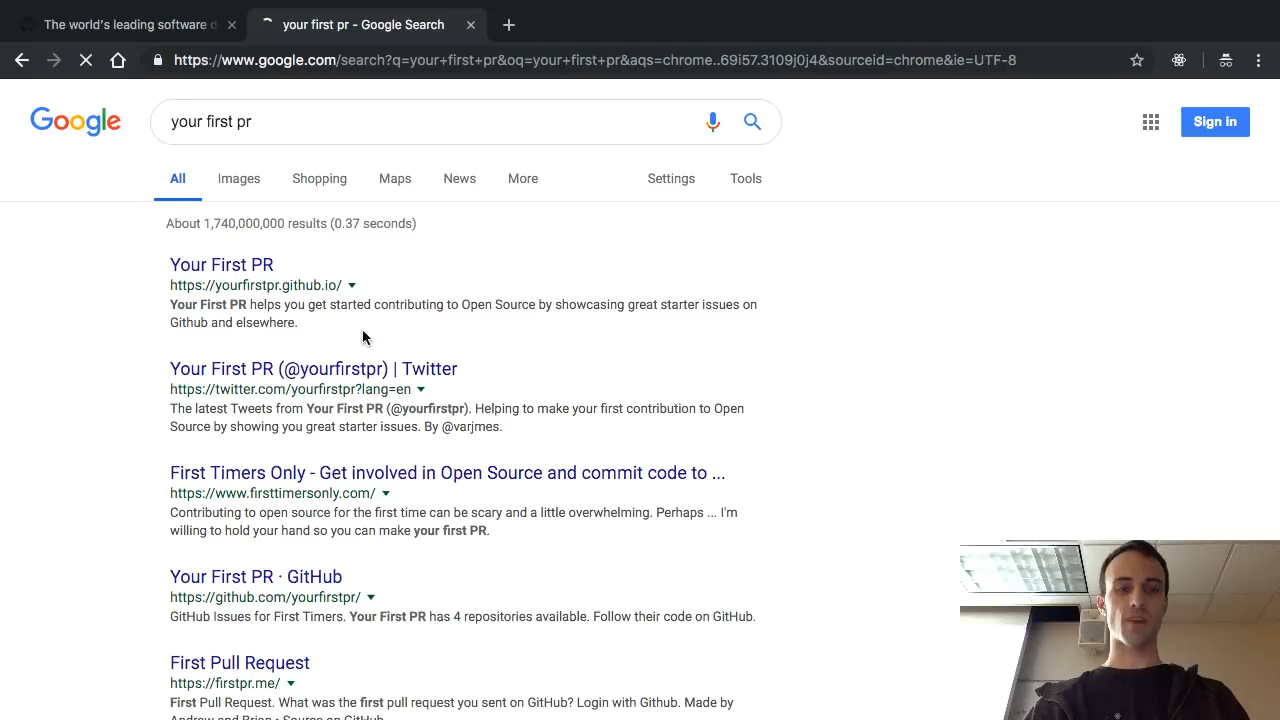 The world's leading software d
your first pr - Google Search
https://www.google.com/search?q=your+first+pr&oq=your+first+pr&aqs=chrome..69i57.3109j0j4&sourceid=chrome&ie=UTF-8
Google
your first pr
Sign in
All Images Shopping Maps News More Settings Tools
About 1,740,000,000 results (0.37 seconds)
Your First PR
https://yourfirstpr.github.io/
Your First PR helps you get started contributing to Open Source by showcasing great starter issues on
Github and elsewhere.
Your First PR (@yourfirstpr) | Twitter
https://twitter.com/yourfirstpr?lang=en
The latest Tweets from Your First PR (@yourfirstpr). Helping to make your first contribution to Open
Source by showing you great starter issues. By @varjmes.
First Timers Only - Get involved in Open Source and commit code to ...
https://www.firsttimersonly.com/
Contributing to open source for the first time can be scary and a little overwhelming. Perhaps ... I'm
willing to hold your hand so you can make your first PR.
Your First PR · GitHub
https://github.com/yourfirstpr/
GitHub Issues for First Timers. Your First PR has 4 repositories available. Follow their code on GitHub.
First Pull Request
https://firstpr.me/
First Pull Request. What was the first pull request you sent on GitHub? Login with Github. Made by
Andrew and Brian · Source on GitHub